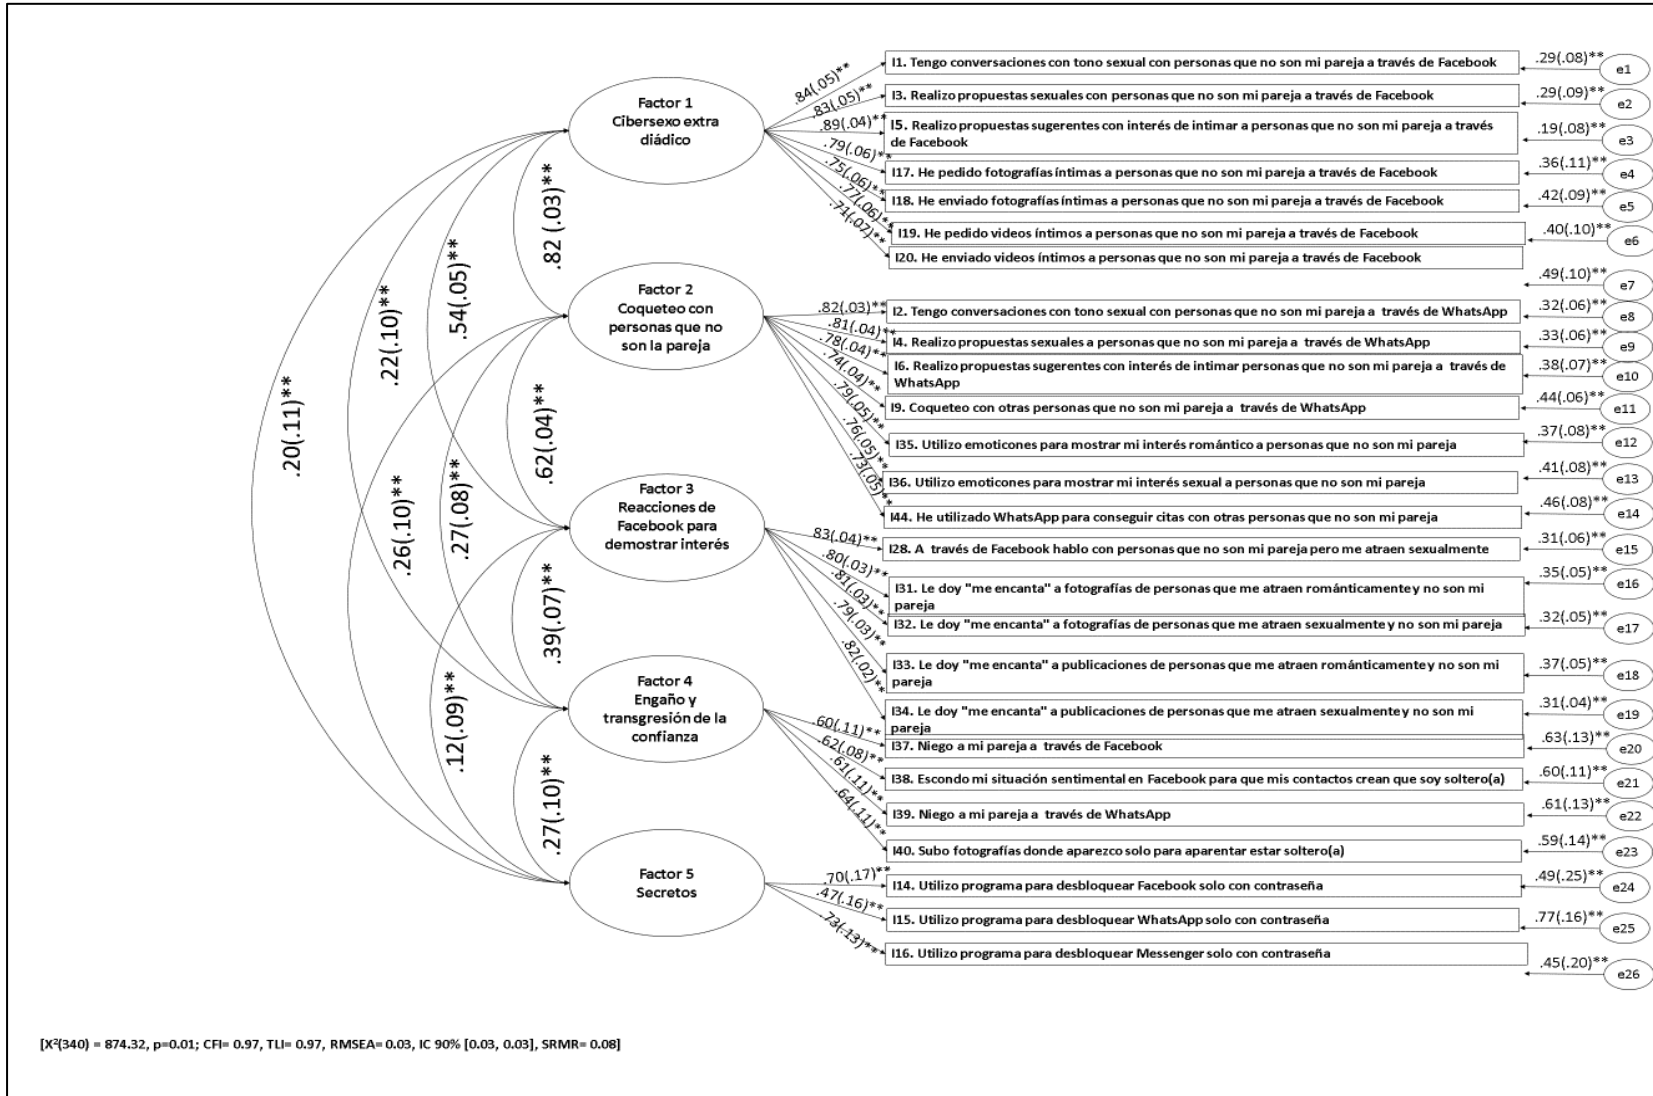 Factor 1
Cibersexo extra
diádico
Factor 2
Coqueteo con
personas que no
son la pareja
Factor 3
Reacciones de
Facebook para
demostrar interés
Factor 4
Engaño y
transgresión de la
confianza
Factor 5
Secretos
.82 (.03)**
.54(.05)**
.22(.10)**
.20(.11)**
.62(.04)**
.27(.08)**
.26(.10)**
.39(.07)**
.12(.09)**
.27(.10)**
.84(.05)**
.83(.05)**
.89(.04)**
.79(.06)**
.75(.06)**
.77(.06)**
.71(.07)**
.82(.03)**
.81(.04)**
.78(.04)**
.74(.04)**
.79(.05)**
.76(.05)*
.73(.05)**
.83(.04)**
.80(.03)**
.81(.03)**
.79(.03)**
.82(.02)**
.60(.11)**
.62(.08)**
.61(.11)**
.64(.11)**
.70(.17)**
.47(.16)**
.73(.13)**
I1. Tengo conversaciones con tono sexual con personas que no son mi pareja a través de Facebook
I3. Realizo propuestas sexuales con personas que no son mi pareja a través de Facebook
I5. Realizo propuestas sugerentes con interés de intimar a personas que no son mi pareja a través
de Facebook
I17. He pedido fotografías íntimas a personas que no son mi pareja a través de Facebook
I18. He enviado fotografías íntimas a personas que no son mi pareja a través de Facebook
I19. He pedido videos íntimos a personas que no son mi pareja a través de Facebook
I20. He enviado videos íntimos a personas que no son mi pareja a través de Facebook
I2. Tengo conversaciones con tono sexual con personas que no son mi pareja a través de WhatsApp
I4. Realizo propuestas sexuales a personas que no son mi pareja a través de WhatsApp
I6. Realizo propuestas sugerentes con interés de intimar personas que no son mi pareja a través de
WhatsApp
I9. Coqueteo con otras personas que no son mi pareja a través de WhatsApp
I35. Utilizo emoticones para mostrar mi interés romántico a personas que no son mi pareja
I36. Utilizo emoticones para mostrar mi interés sexual a personas que no son mi pareja
I44. He utilizado WhatsApp para conseguir citas con otras personas que no son mi pareja
I28. A través de Facebook hablo con personas que no son mi pareja pero me atraen sexualmente
I31. Le doy "me encanta" a fotografías de personas que me atraen románticamente y no son mi
pareja
I32. Le doy "me encanta" a fotografías de personas que me atraen sexualmente y no son mi pareja
I33. Le doy "me encanta" a publicaciones de personas que me atraen románticamente y no son mi
pareja
I34. Le doy "me encanta" a publicaciones de personas que me atraen sexualmente y no son mi
pareja
I37. Niego a mi pareja a través de Facebook
I38. Escondo mi situación sentimental en Facebook para que mis contactos crean que soy soltero(a)
I39. Niego a mi pareja a través de WhatsApp
I40. Subo fotografías donde aparezco solo para aparentar estar soltero(a)
I14. Utilizo programa para desbloquear Facebook solo con contraseña
I15. Utilizo programa para desbloquear WhatsApp solo con contraseña
I16. Utilizo programa para desbloquear Messenger solo con contraseña
.29(.08)** e1
.29(.09)** e2
.19(.08)** e3
.36(.11)** e4
.42(.09)** e5
.40(.10)** e6
.49(.10)** e7
.32(.06)** e8
.33(.06)** e9
.38(.07)** e10
.44(.06)** e11
.37(.08)** e12
.41(.08)** e13
.46(.08)** e14
.31(.06)** e15
.35(.05)** e16
.32(.05)** e17
.37(.05)** e18
.31(.04)** e19
.63(.13)** e20
.60(.11)** e21
.61(.13)** e22
.59(.14)** e23
.49(.25)** e24
.77(.16)** e25
.45(.20)** e26
[X²(340) = 874.32, p=0.01; CFI= 0.97, TLI= 0.97, RMSEA= 0.03, IC 90% [0.03, 0.03], SRMR= 0.08]